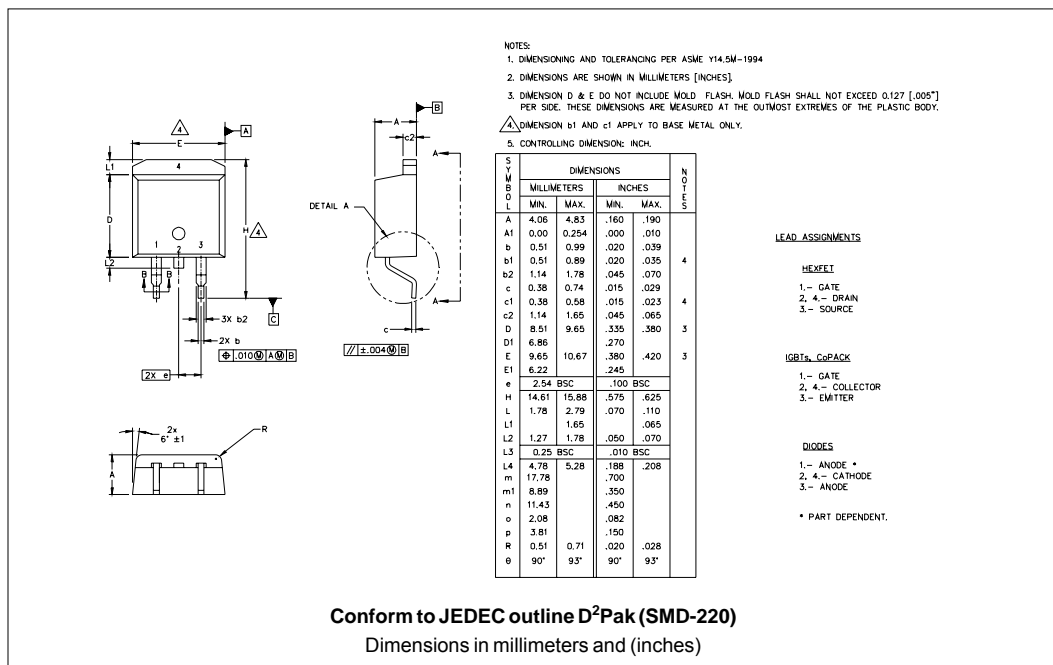 NOTES:
1. DIMENSIONING AND TOLERANCING PER ASME Y14.5M-1994
2. DIMENSIONS ARE SHOWN IN MILLIMETERS [INCHES].
3. DIMENSION D & E DO NOT INCLUDE MOLD FLASH. MOLD FLASH SHALL NOT EXCEED 0.127 [.005"]
PER SIDE. THESE DIMENSIONS ARE MEASURED AT THE OUTMOST EXTREMES OF THE PLASTIC BODY.
4. DIMENSION b1 AND c1 APPLY TO BASE METAL ONLY.
5. CONTROLLING DIMENSION: INCH.
4
E
A
L1
4
D
H
4
1
2
3
L2
B
B
3X b2
C
2X b
⌖ .010 Ⓜ A Ⓜ B
2X e
2x
6° ±1
R
A
A
B
c2
A
DETAIL A
A
c
// ±.004 Ⓜ B
SYMBOL DIMENSIONS NOTES
MILLIMETERS INCHES
MIN. MAX. MIN. MAX.
A 4.06 4.83 .160 .190
A1 0.00 0.254 .000 .010
b 0.51 0.99 .020 .039
b1 0.51 0.89 .020 .035 4
b2 1.14 1.78 .045 .070
c 0.38 0.74 .015 .029
c1 0.38 0.58 .015 .023 4
c2 1.14 1.65 .045 .065
D 8.51 9.65 .335 .380 3
D1 6.86 .270
E 9.65 10.67 .380 .420 3
E1 6.22 .245
e 2.54 BSC .100 BSC
H 14.61 15.88 .575 .625
L 1.78 2.79 .070 .110
L1 1.65 .065
L2 1.27 1.78 .050 .070
L3 0.25 BSC .010 BSC
L4 4.78 5.28 .188 .208
m 17.78 .700
m1 8.89 .350
n 11.43 .450
o 2.08 .082
p 3.81 .150
R 0.51 0.71 .020 .028
θ 90° 93° 90° 93°
LEAD ASSIGNMENTS
HEXFET
1.- GATE
2, 4.- DRAIN
3.- SOURCE
IGBTs, CoPACK
1.- GATE
2, 4.- COLLECTOR
3.- EMITTER
DIODES
1.- ANODE *
2, 4.- CATHODE
3.- ANODE
* PART DEPENDENT.
Conform to JEDEC outline D²Pak (SMD-220)
Dimensions in millimeters and (inches)